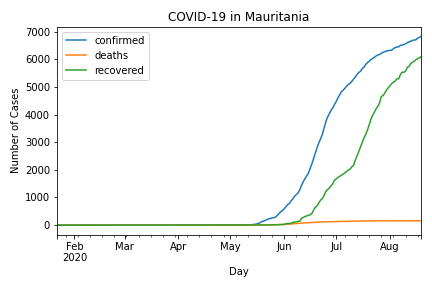 COVID-19 in Mauritania
confirmed
deaths
recovered
Number of Cases
7000
6000
5000
4000
3000
2000
1000
0
Feb Mar Apr May Jun Jul Aug
2020
Day